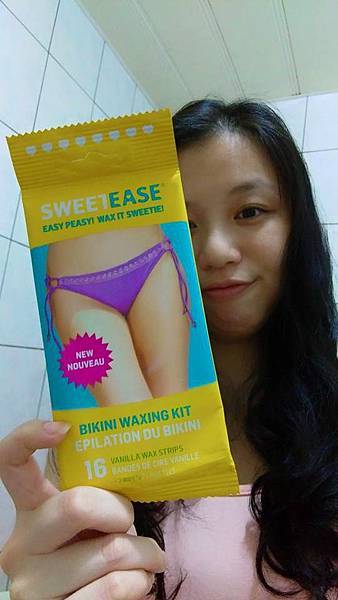 SWEETEASE
EASY PEASY! WAX IT SWEETIE!
NEW
NOUVEAU
BIKINI WAXING KIT
EPILATION DU BIKINI
16 VANILLA WAX STRIPS
BANDES DE CIRE VANILLE